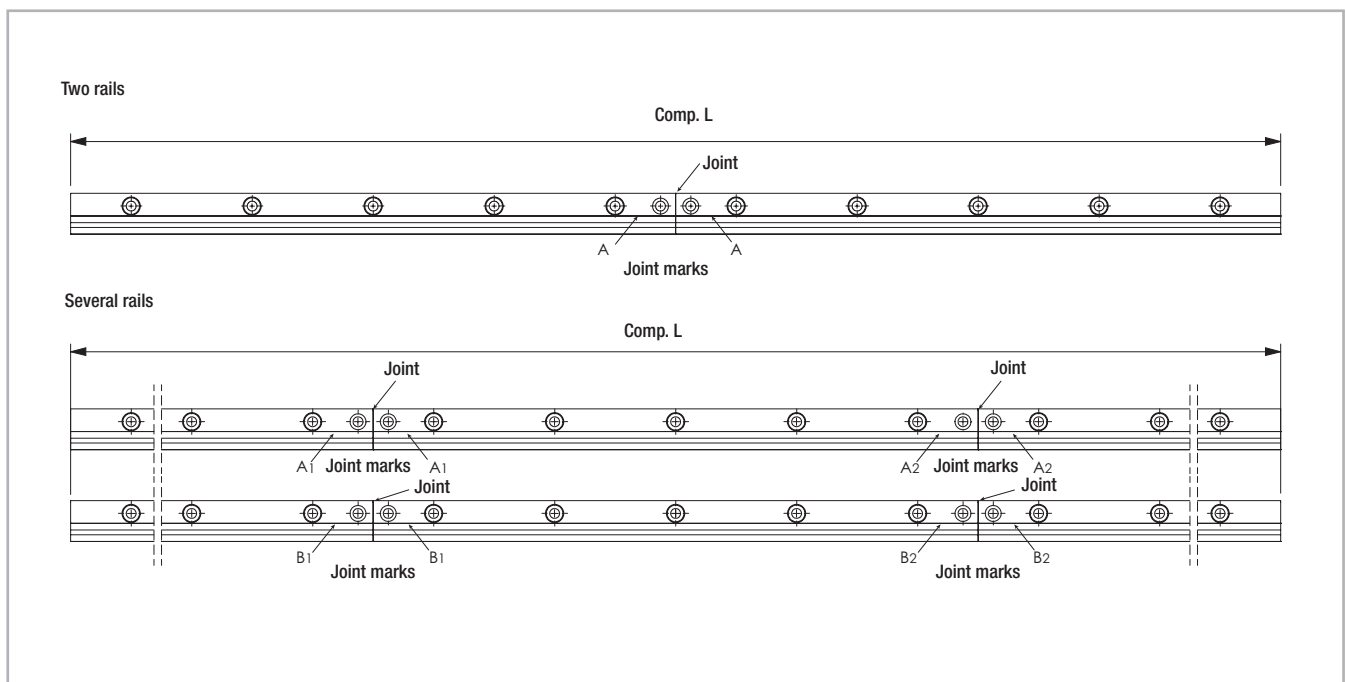 Two rails
Comp. L
Joint
A A
Joint marks
Several rails
Comp. L
Joint Joint
A1 A1 A2 A2
Joint marks Joint marks
Joint Joint
B1 B1 B2 B2
Joint marks Joint marks